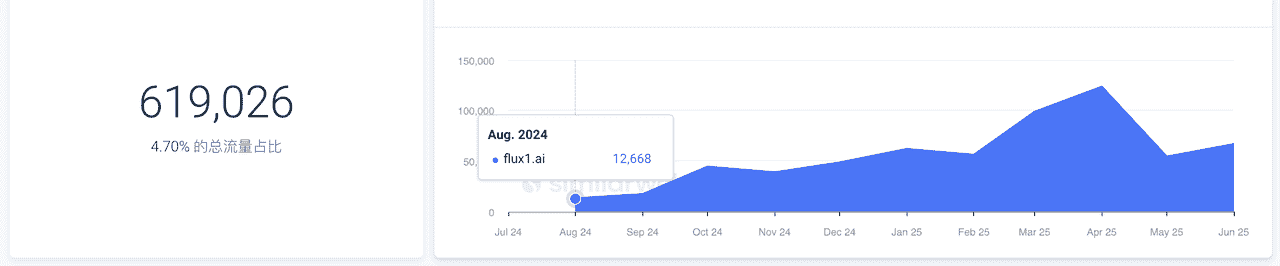 619,026
4.70% 的总流量占比
150,000
100,000
50,
0
Aug. 2024
flux1.ai 12,668
similarw
Jul 24 Aug 24 Sep 24 Oct 24 Nov 24 Dec 24 Jan 25 Feb 25 Mar 25 Apr 25 May 25 Jun 25